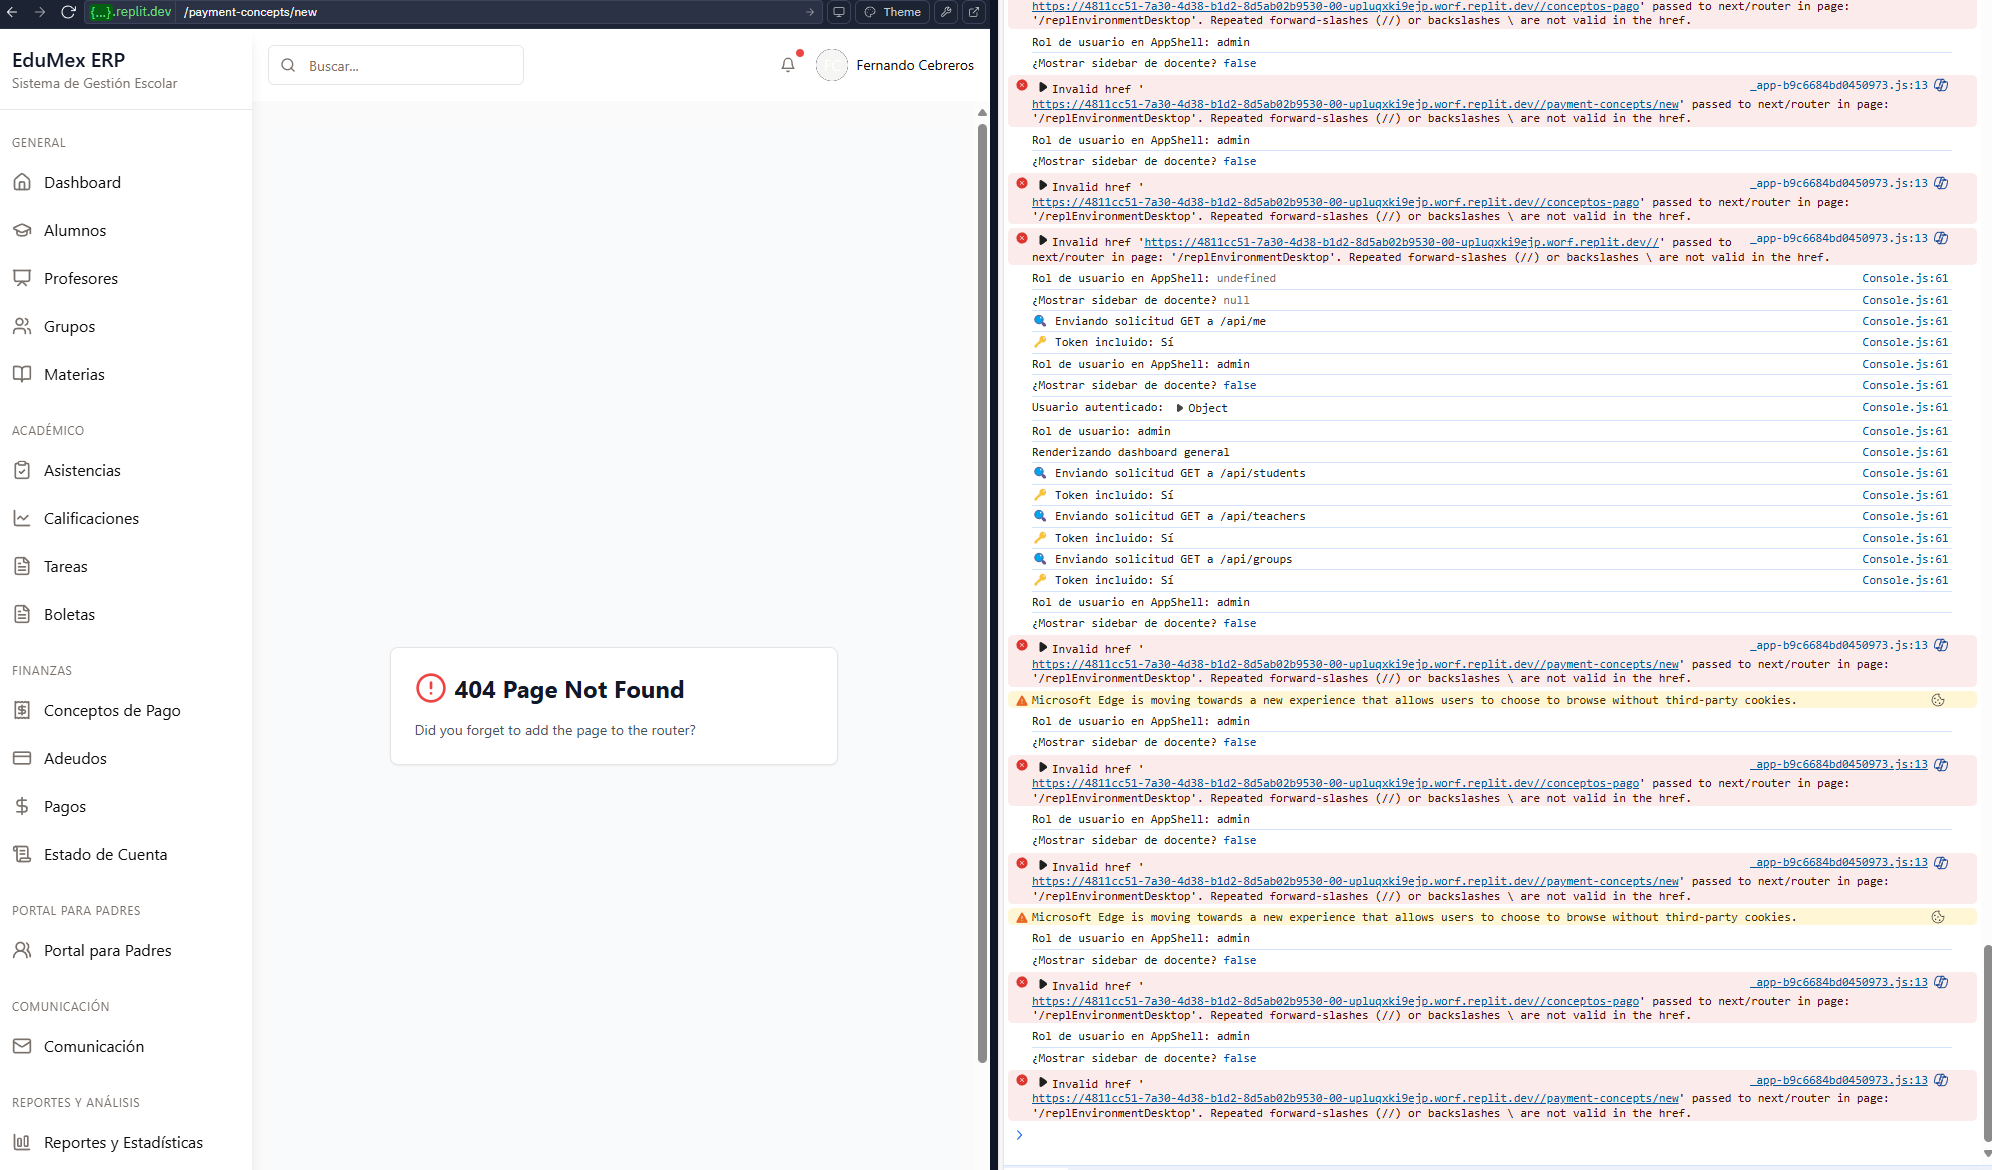 {...}.replit.dev /payment-concepts/new
Theme
EduMex ERP
Sistema de Gestión Escolar
Buscar...
FC
Fernando Cebreros
GENERAL
Dashboard
Alumnos
Profesores
Grupos
Materias
ACADÉMICO
Asistencias
Calificaciones
Tareas
Boletas
FINANZAS
Conceptos de Pago
Adeudos
Pagos
Estado de Cuenta
PORTAL PARA PADRES
Portal para Padres
COMUNICACIÓN
Comunicación
REPORTES Y ANÁLISIS
Reportes y Estadísticas
404 Page Not Found
Did you forget to add the page to the router?
https://4811cc51-7a30-4d38-b1d2-8d5ab02b9530-00-upluqxki9ejp.worf.replit.dev//conceptos-pago' passed to next/router in page:
'/replEnvironmentDesktop'. Repeated forward-slashes (//) or backslashes \ are not valid in the href.
Rol de usuario en AppShell: admin
¿Mostrar sidebar de docente? false
Invalid href ' _app-b9c6684bd0450973.js:13
https://4811cc51-7a30-4d38-b1d2-8d5ab02b9530-00-upluqxki9ejp.worf.replit.dev//payment-concepts/new' passed to next/router in page:
'/replEnvironmentDesktop'. Repeated forward-slashes (//) or backslashes \ are not valid in the href.
Rol de usuario en AppShell: admin
¿Mostrar sidebar de docente? false
Invalid href ' _app-b9c6684bd0450973.js:13
https://4811cc51-7a30-4d38-b1d2-8d5ab02b9530-00-upluqxki9ejp.worf.replit.dev//conceptos-pago' passed to next/router in page:
'/replEnvironmentDesktop'. Repeated forward-slashes (//) or backslashes \ are not valid in the href.
Invalid href 'https://4811cc51-7a30-4d38-b1d2-8d5ab02b9530-00-upluqxki9ejp.worf.replit.dev//' passed to _app-b9c6684bd0450973.js:13
next/router in page: '/replEnvironmentDesktop'. Repeated forward-slashes (//) or backslashes \ are not valid in the href.
Rol de usuario en AppShell: undefined Console.js:61
¿Mostrar sidebar de docente? null Console.js:61
Enviando solicitud GET a /api/me Console.js:61
Token incluido: Sí Console.js:61
Rol de usuario en AppShell: admin Console.js:61
¿Mostrar sidebar de docente? false Console.js:61
Usuario autenticado: Object Console.js:61
Rol de usuario: admin Console.js:61
Renderizando dashboard general Console.js:61
Enviando solicitud GET a /api/students Console.js:61
Token incluido: Sí Console.js:61
Enviando solicitud GET a /api/teachers Console.js:61
Token incluido: Sí Console.js:61
Enviando solicitud GET a /api/groups Console.js:61
Token incluido: Sí Console.js:61
Rol de usuario en AppShell: admin
¿Mostrar sidebar de docente? false
Invalid href ' _app-b9c6684bd0450973.js:13
https://4811cc51-7a30-4d38-b1d2-8d5ab02b9530-00-upluqxki9ejp.worf.replit.dev//payment-concepts/new' passed to next/router in page:
'/replEnvironmentDesktop'. Repeated forward-slashes (//) or backslashes \ are not valid in the href.
Microsoft Edge is moving towards a new experience that allows users to choose to browse without third-party cookies.
Rol de usuario en AppShell: admin
¿Mostrar sidebar de docente? false
Invalid href ' _app-b9c6684bd0450973.js:13
https://4811cc51-7a30-4d38-b1d2-8d5ab02b9530-00-upluqxki9ejp.worf.replit.dev//conceptos-pago' passed to next/router in page:
'/replEnvironmentDesktop'. Repeated forward-slashes (//) or backslashes \ are not valid in the href.
Rol de usuario en AppShell: admin
¿Mostrar sidebar de docente? false
Invalid href ' _app-b9c6684bd0450973.js:13
https://4811cc51-7a30-4d38-b1d2-8d5ab02b9530-00-upluqxki9ejp.worf.replit.dev//payment-concepts/new' passed to next/router in page:
'/replEnvironmentDesktop'. Repeated forward-slashes (//) or backslashes \ are not valid in the href.
Microsoft Edge is moving towards a new experience that allows users to choose to browse without third-party cookies.
Rol de usuario en AppShell: admin
¿Mostrar sidebar de docente? false
Invalid href ' _app-b9c6684bd0450973.js:13
https://4811cc51-7a30-4d38-b1d2-8d5ab02b9530-00-upluqxki9ejp.worf.replit.dev//conceptos-pago' passed to next/router in page:
'/replEnvironmentDesktop'. Repeated forward-slashes (//) or backslashes \ are not valid in the href.
Rol de usuario en AppShell: admin
¿Mostrar sidebar de docente? false
Invalid href ' _app-b9c6684bd0450973.js:13
https://4811cc51-7a30-4d38-b1d2-8d5ab02b9530-00-upluqxki9ejp.worf.replit.dev//payment-concepts/new' passed to next/router in page:
'/replEnvironmentDesktop'. Repeated forward-slashes (//) or backslashes \ are not valid in the href.